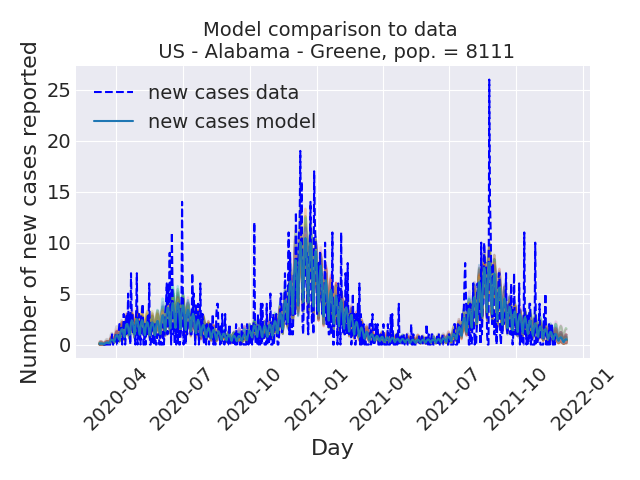 Model comparison to data
US - Alabama - Greene, pop. = 8111
Number of new cases reported
25
20
15
10
5
0
new cases data
new cases model
2020-04
2020-07
2020-10
2021-01
2021-04
2021-07
2021-10
2022-01
Day